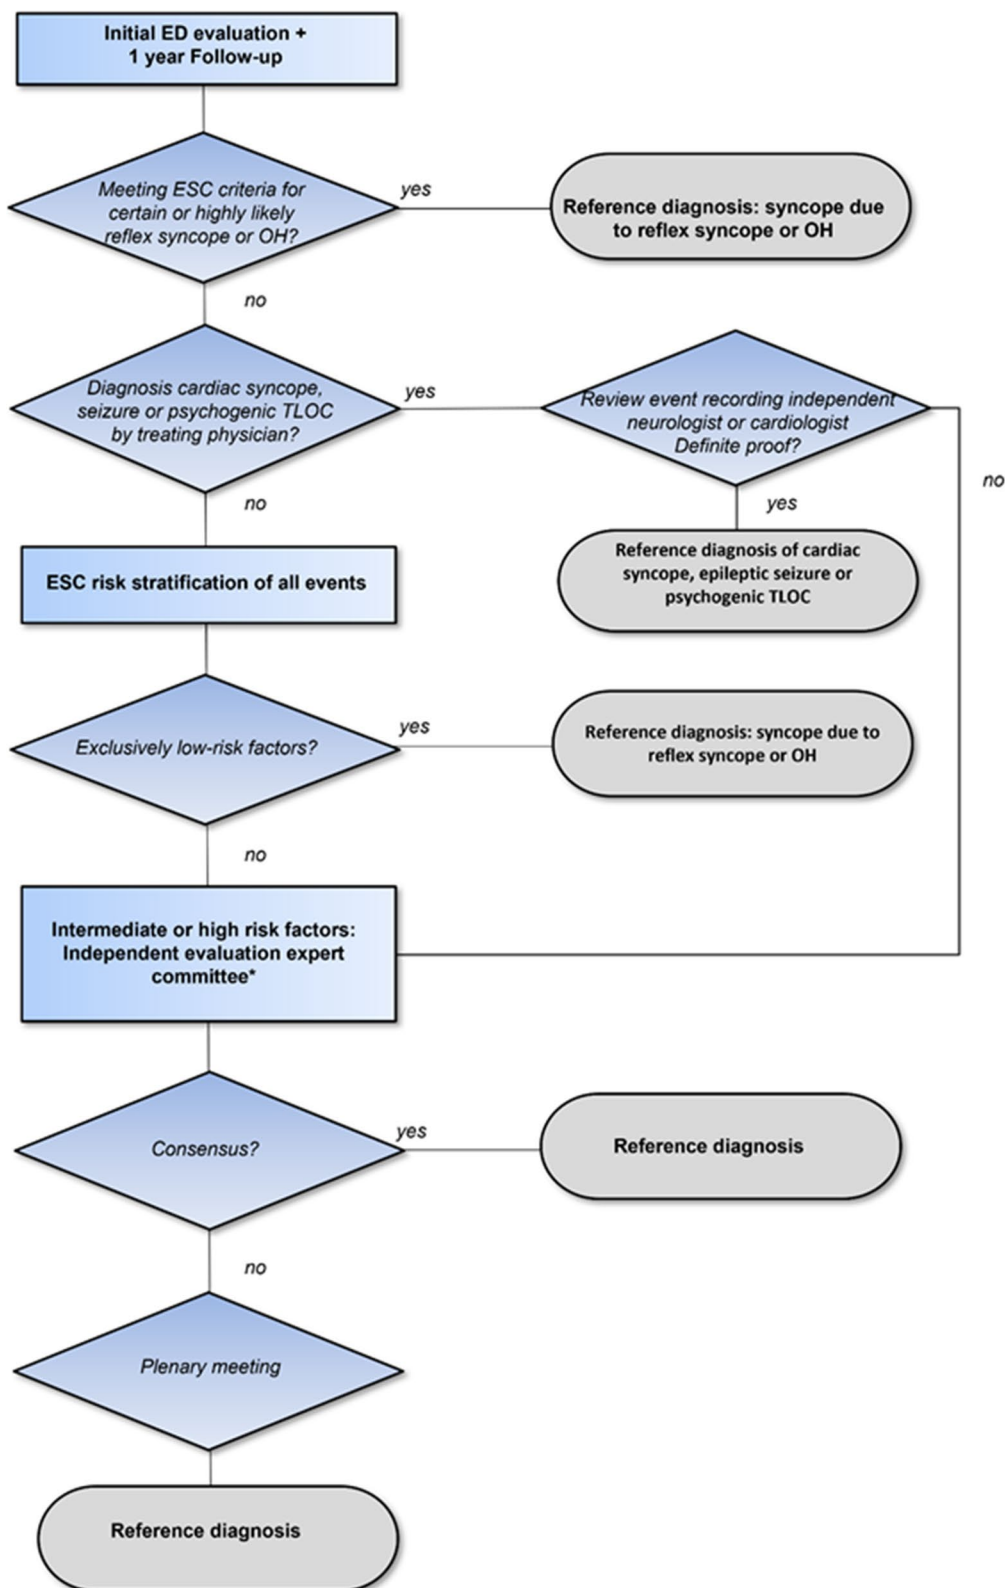 Initial ED evaluation +
1 year Follow-up
Meeting ESC criteria for
certain or highly likely
reflex syncope or OH?
yes
Reference diagnosis: syncope due
to reflex syncope or OH
no
Diagnosis cardiac syncope,
seizure or psychogenic TLOC
by treating physician?
yes
Review event recording independent
neurologist or cardiologist
Definite proof?
no
yes
no
Reference diagnosis of cardiac
syncope, epileptic seizure or
psychogenic TLOC
ESC risk stratification of all events
Exclusively low-risk factors?
yes
Reference diagnosis: syncope due to
reflex syncope or OH
no
Intermediate or high risk factors:
Independent evaluation expert
committee*
Consensus?
yes
Reference diagnosis
no
Plenary meeting
Reference diagnosis